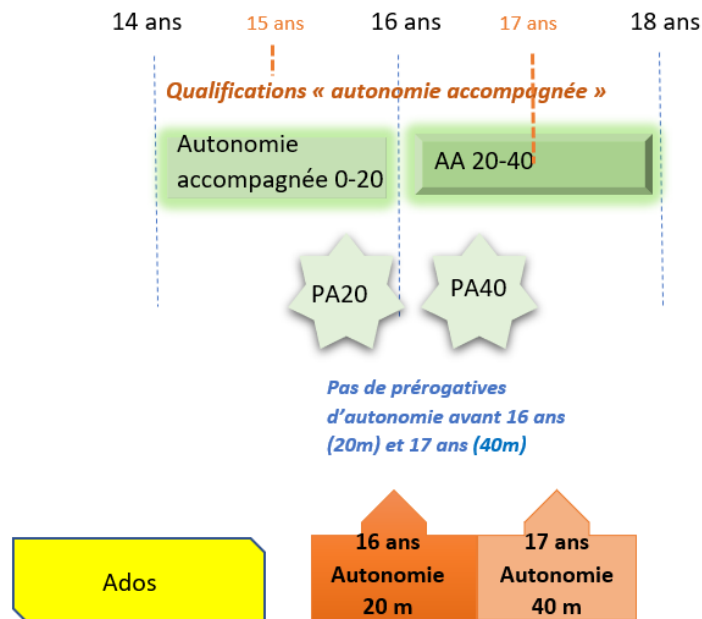 14 ans 15 ans 16 ans 17 ans 18 ans
Qualifications « autonomie accompagnée »
Autonomie
accompagnée 0-20
AA 20-40
PA20
PA40
Pas de prérogatives
d’autonomie avant 16 ans
(20m) et 17 ans (40m)
Ados
16 ans
Autonomie
20 m
17 ans
Autonomie
40 m